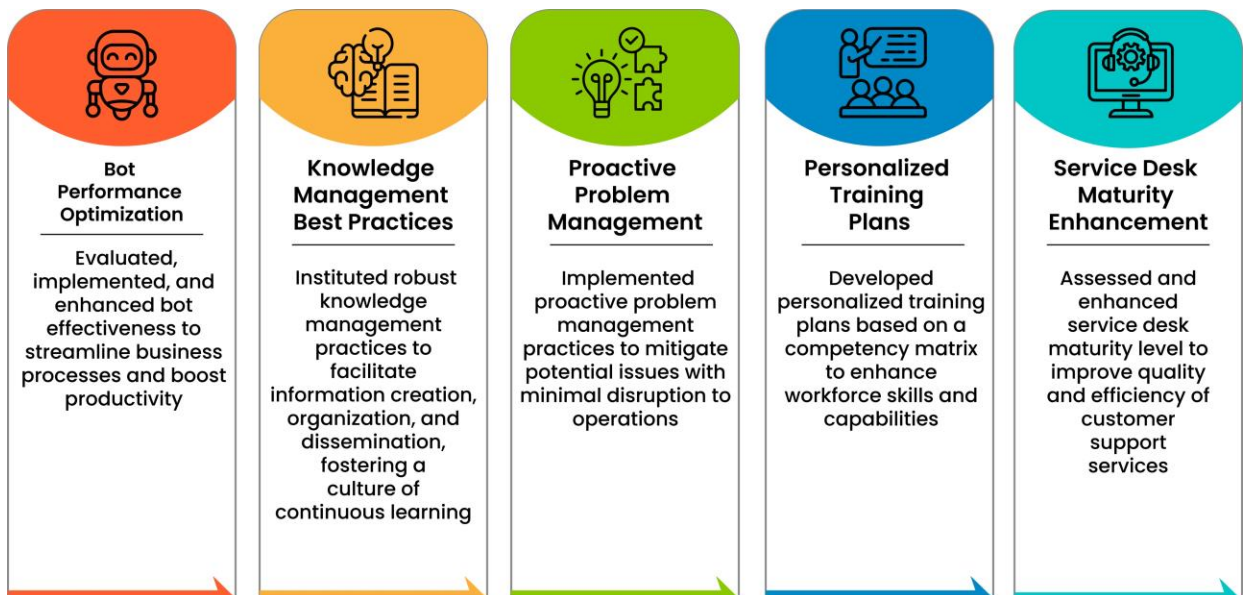 Bot
Performance
Optimization
Evaluated,
implemented, and
enhanced bot
effectiveness to
streamline business
processes and boost
productivity
Knowledge
Management
Best Practices
Instituted robust
knowledge
management
practices to
facilitate
information creation,
organization, and
dissemination,
fostering a
culture of
continuous learning
Proactive
Problem
Management
Implemented
proactive problem
management
practices to mitigate
potential issues with
minimal disruption to
operations
Personalized
Training
Plans
Developed
personalized training
plans based on a
competency matrix
to enhance
workforce skills and
capabilities
Service Desk
Maturity
Enhancement
Assessed and
enhanced
service desk
maturity level to
improve quality
and efficiency of
customer
support
services